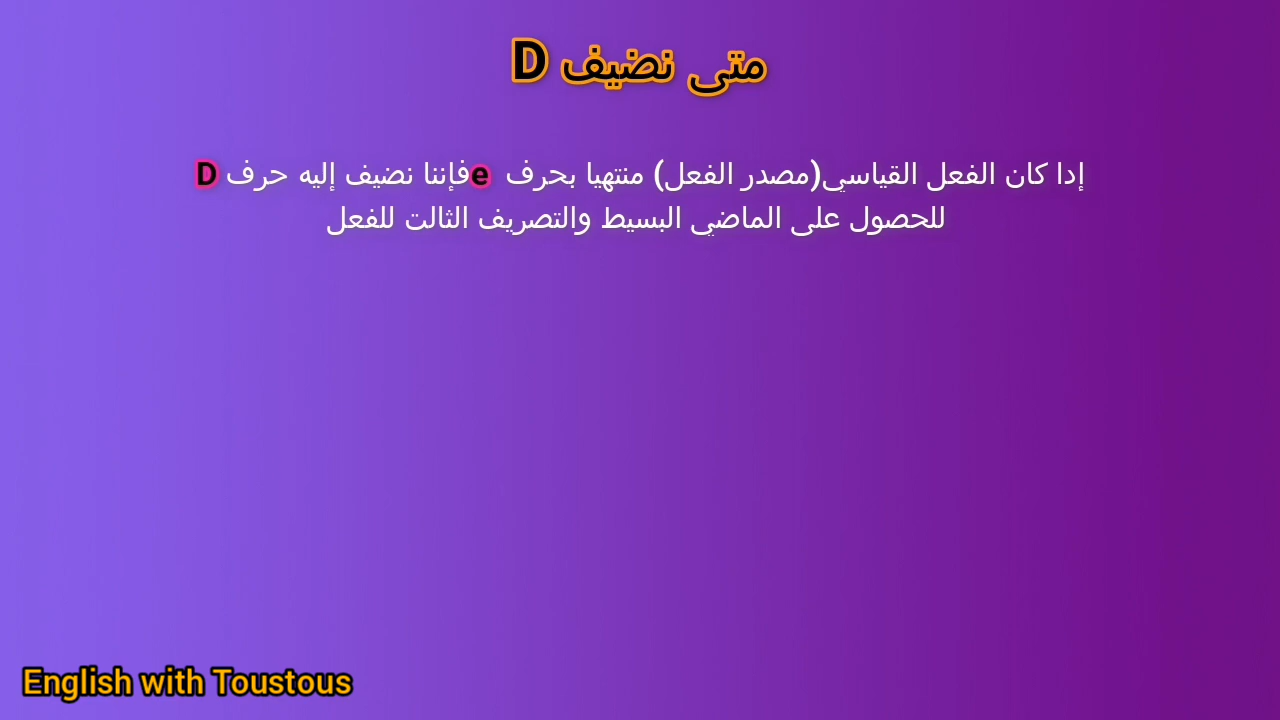 متى نضيف D
إدا كان الفعل القياسي(مصدر الفعل) منتهيا بحرف eفإننا نضيف إليه حرف D
للحصول على الماضي البسيط والتصريف الثالت للفعل
English with Toustous